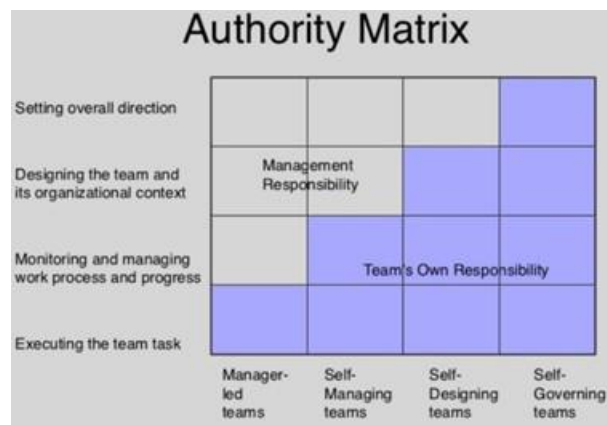 Authority Matrix
Setting overall direction
Designing the team and
its organizational context
Management
Responsibility
Monitoring and managing
work process and progress
Team's Own Responsibility
Executing the team task
Manager-
led
teams
Self-
Managing
teams
Self-
Designing
teams
Self-
Governing
teams